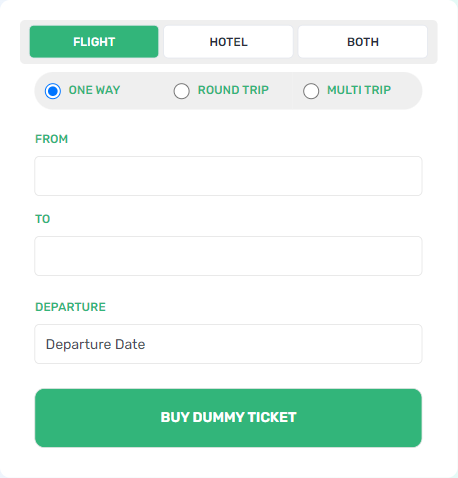 FLIGHT HOTEL BOTH
ONE WAY ROUND TRIP MULTI TRIP
FROM
TO
DEPARTURE
Departure Date
BUY DUMMY TICKET